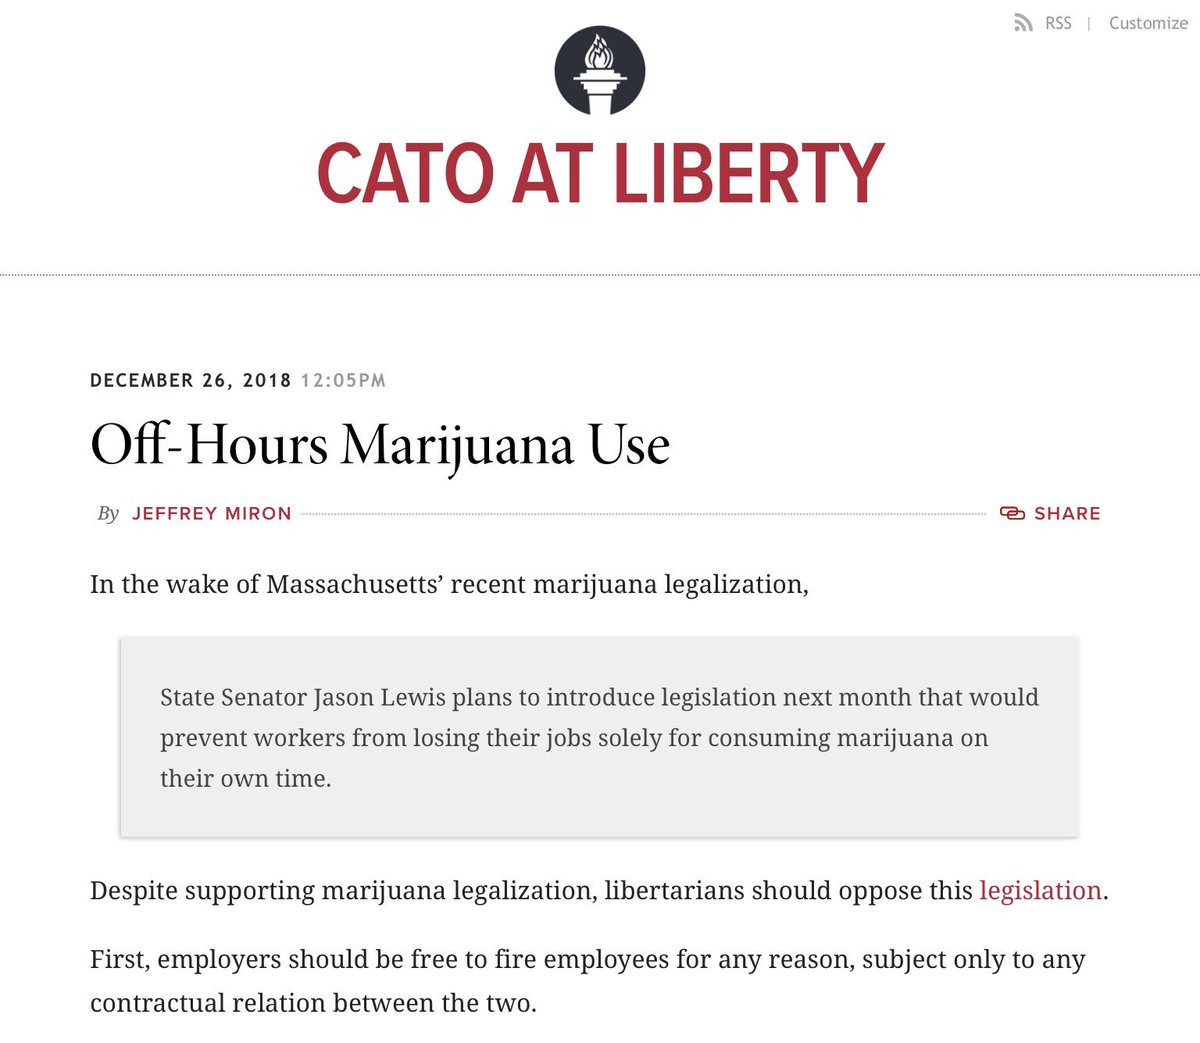 RSS | Customize
CATO AT LIBERTY
DECEMBER 26, 2018 12:05PM
Off-Hours Marijuana Use
By JEFFREY MIRON SHARE
In the wake of Massachusetts’ recent marijuana legalization,
State Senator Jason Lewis plans to introduce legislation next month that would
prevent workers from losing their jobs solely for consuming marijuana on
their own time.
Despite supporting marijuana legalization, libertarians should oppose this legislation.
First, employers should be free to fire employees for any reason, subject only to any
contractual relation between the two.